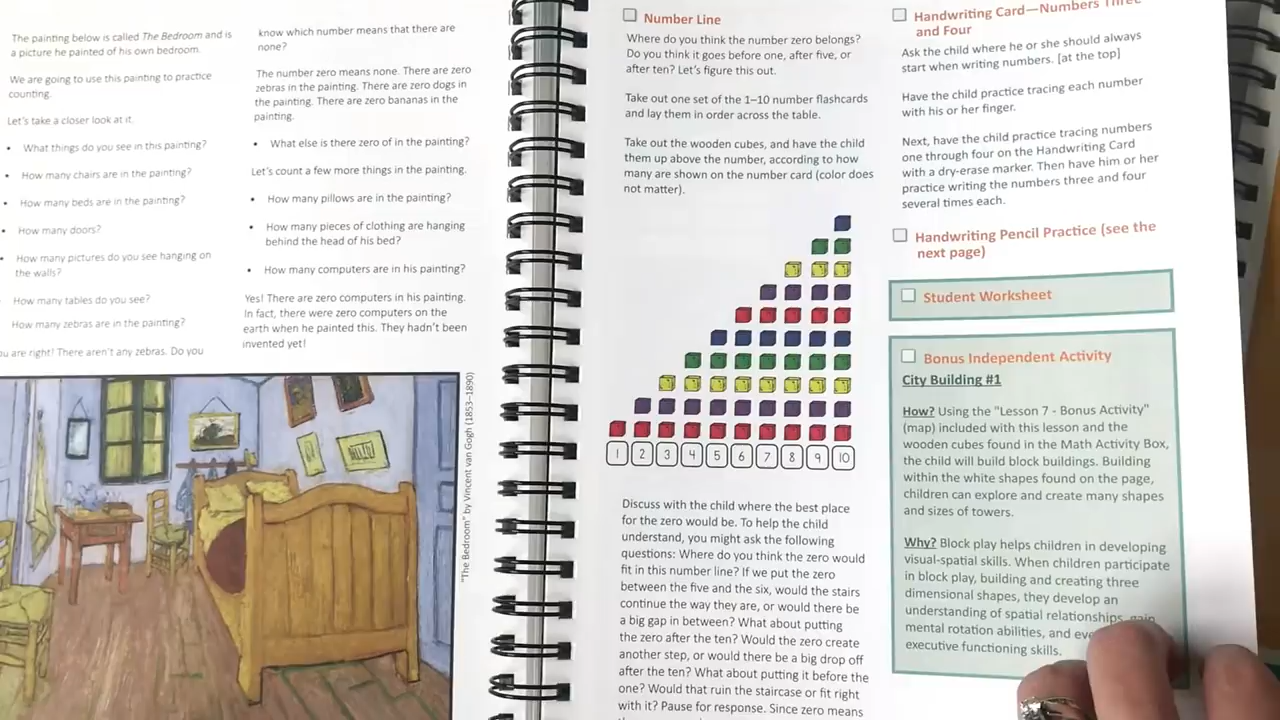 The painting below is called The Bedroom and is
a picture he painted of his own bedroom.
We are going to use this painting to practice
counting.
Let's take a closer look at it.
• What things do you see in this painting?
• How many chairs are in the painting?
• How many beds are in the painting?
• How many doors?
• How many pictures do you see hanging on
the walls?
How many tables do you see?
How many zebras are in the painting?
ou are right! There aren't any zebras. Do you
know which number means that there are
none?
The number zero means none. There are zero
zebras in the painting. There are zero dogs in
the painting. There are zero bananas in the
painting.
• What else is there zero of in the painting?
Let's count a few more things in the painting.
• How many pillows are in the painting?
• How many pieces of clothing are hanging
behind the head of his bed?
• How many computers are in his painting?
Yes! There are zero computers in his painting.
In fact, there were zero computers on the
earth when he painted this. They hadn't been
invented yet!
"The Bedroom" by Vincent van Gogh (1853–1890)
Number Line
Where do you think the number zero belongs?
Do you think it goes before one, after five, or
after ten? Let's figure this out.
Take out one set of the 1–10 number flashcards
and lay them in order across the table.
Take out the wooden cubes, and have the child
them up above the number, according to how
many are shown on the number card (color does
not matter).
1 2 3 4 5 6 7 8 9 10
Discuss with the child where the best place
for the zero would be. To help the child
understand, you might ask the following
questions: Where do you think the zero would
fit in this number line? If we put the zero
between the five and the six, would the stairs
continue the way they are, or would there be
a big gap in between? What about putting
the zero after the ten? Would the zero create
another step, or would there be a big drop off
after the ten? What about putting it before the
one? Would that ruin the staircase or fit right
with it? Pause for response. Since zero means
Handwriting Card—Numbers Three
and Four
Ask the child where he or she should always
start when writing numbers. [at the top]
Have the child practice tracing each number
with his or her finger.
Next, have the child practice tracing numbers
one through four on the Handwriting Card
with a dry-erase marker. Then have him or her
practice writing the numbers three and four
several times each.
Handwriting Pencil Practice (see the
next page)
Student Worksheet
Bonus Independent Activity
City Building #1
How? Using the "Lesson 7 - Bonus Activity"
(map) included with this lesson and the
wooden cubes found in the Math Activity Box,
the child will build block buildings. Building
within the white shapes found on the page,
children can explore and create many shapes
and sizes of towers.
Why? Block play helps children in developing
visual-spatial skills. When children participate
in block play, building and creating three
dimensional shapes, they develop an
understanding of spatial relationships, gain
mental rotation abilities, and eve
executive functioning skills.